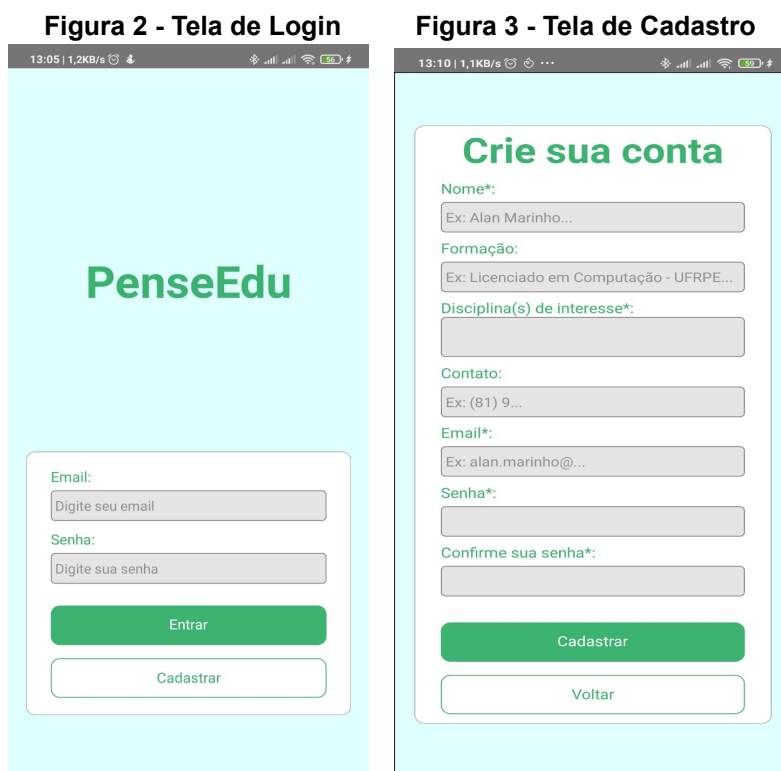 Figura 2 - Tela de Login
13:05 | 1,2KB/s
56
PenseEdu
Email:
Digite seu email
Senha:
Digite sua senha
Entrar
Cadastrar
Figura 3 - Tela de Cadastro
13:10 | 1,1KB/s ...
59
Crie sua conta
Nome*:
Ex: Alan Marinho...
Formação:
Ex: Licenciado em Computação - UFRPE...
Disciplina(s) de interesse*:
Contato:
Ex: (81) 9...
Email*:
Ex: alan.marinho@...
Senha*:
Confirme sua senha*:
Cadastrar
Voltar